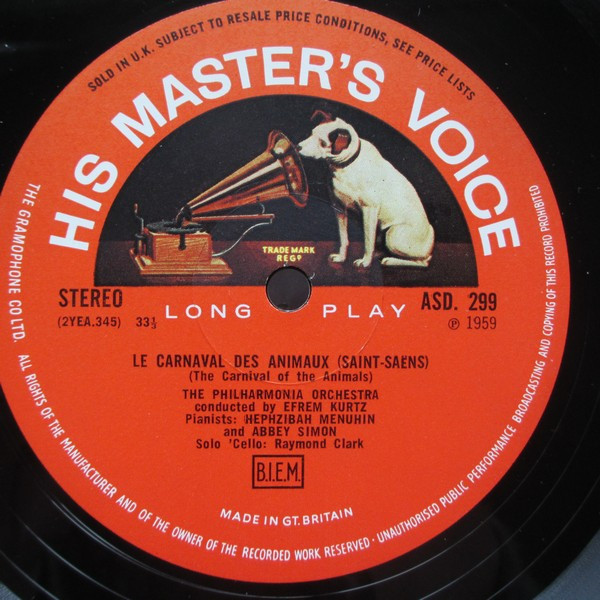 SOLD IN U.K. SUBJECT TO RESALE PRICE CONDITIONS, SEE PRICE LISTS
HIS MASTER'S VOICE
TRADE MARK
REGD
STEREO
LONG PLAY
ASD. 299
(2YEA.345) 33⅓
℗ 1959
LE CARNAVAL DES ANIMAUX (SAINT-SAENS)
(The Carnival of the Animals)
THE PHILHARMONIA ORCHESTRA
conducted by EFREM KURTZ
Pianists: HEPHZIBAH MENUHIN
and ABBEY SIMON
Solo 'Cello: Raymond Clark
B.I.E.M.
MADE IN GT. BRITAIN
THE GRAMOPHONE CO LTD. ALL RIGHTS OF THE MANUFACTURER AND OF THE OWNER OF THE RECORDED WORK RESERVED · UNAUTHORISED PUBLIC PERFORMANCE BROADCASTING AND COPYING OF THIS RECORD PROHIBITED